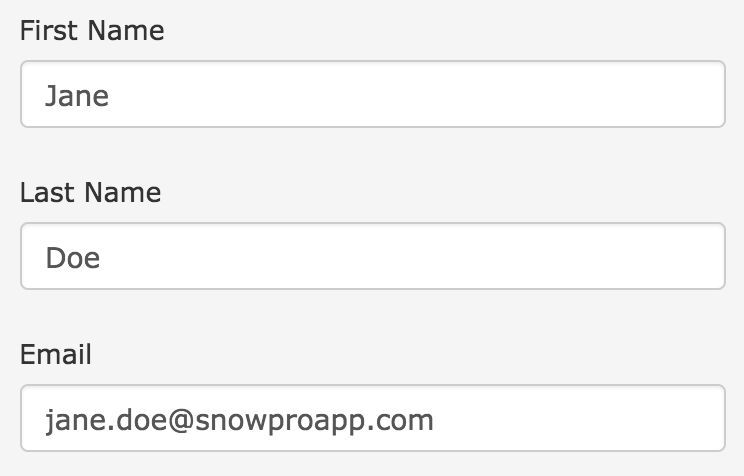 First Name
Jane
Last Name
Doe
Email
jane.doe@snowproapp.com